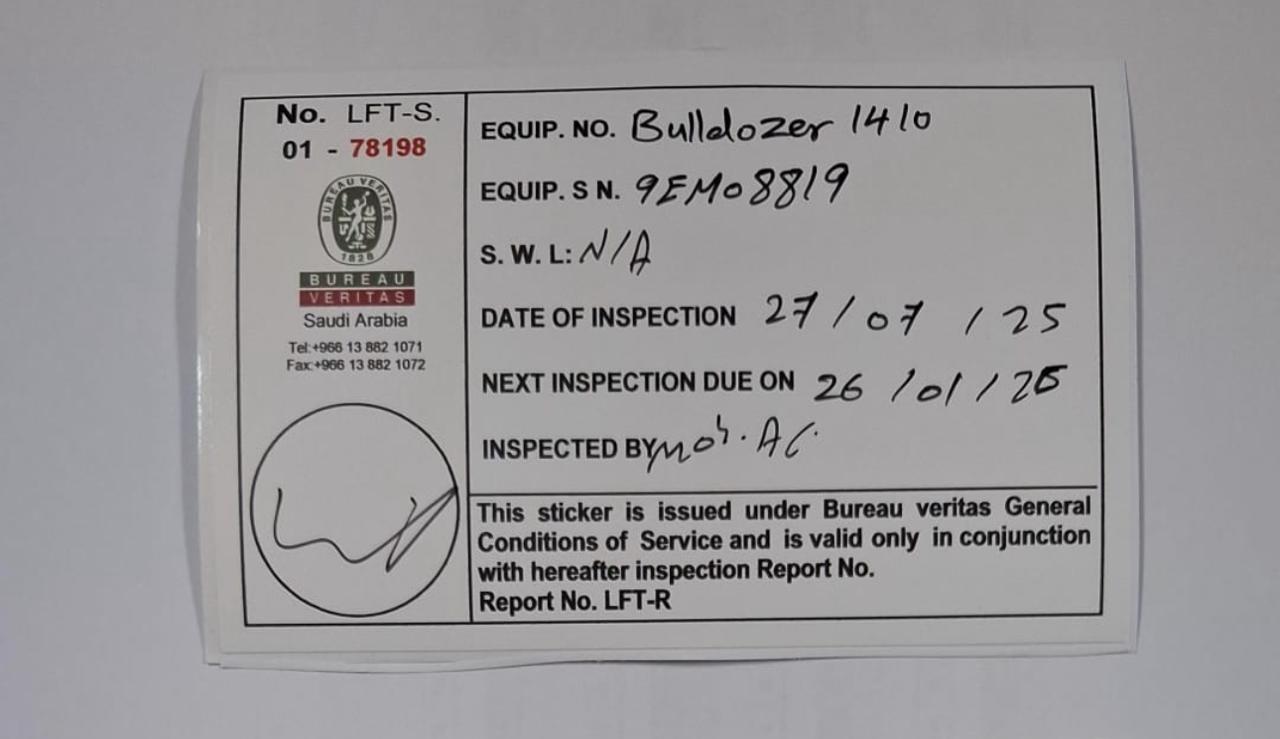 No. LFT-S.
01 - 78198
BUREAU VERITAS
1828
BUREAU
VERITAS
Saudi Arabia
Tel:+966 13 882 1071
Fax:+966 13 882 1072
EQUIP. NO. Bulldozer 1410
EQUIP. S N. 9EM08819
S. W. L: N/A
DATE OF INSPECTION 27/07/25
NEXT INSPECTION DUE ON 26/01/26
INSPECTED BY
This sticker is issued under Bureau veritas General
Conditions of Service and is valid only in conjunction
with hereafter inspection Report No.
Report No. LFT-R